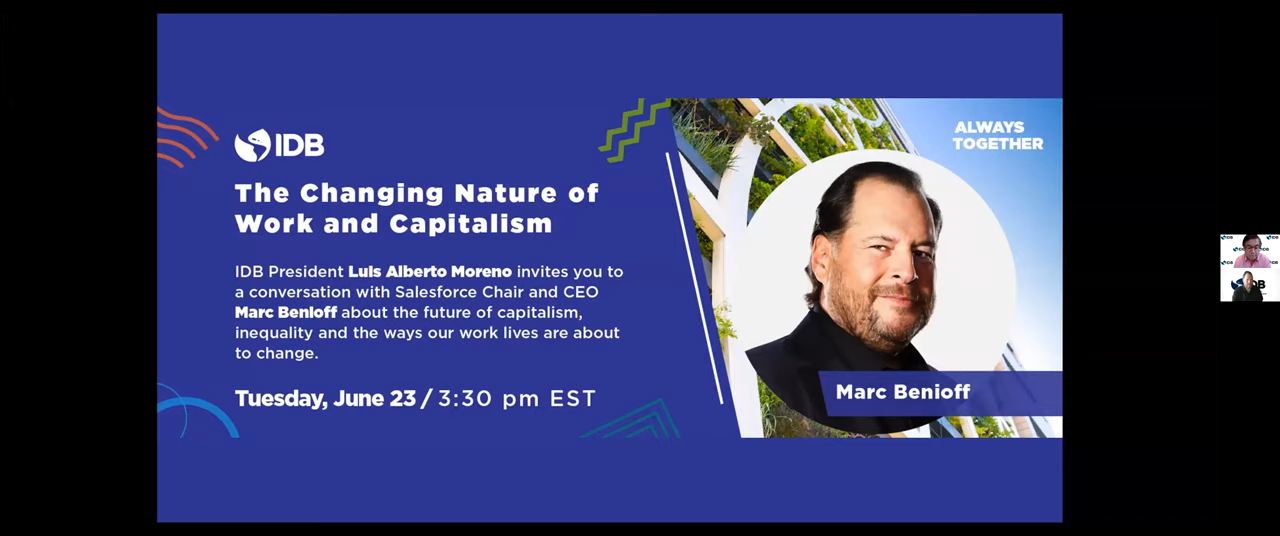 IDB
The Changing Nature of
Work and Capitalism
IDB President Luis Alberto Moreno invites you to
a conversation with Salesforce Chair and CEO
Marc Benioff about the future of capitalism,
inequality and the ways our work lives are about
to change.
Tuesday, June 23 / 3:30 pm EST
ALWAYS
TOGETHER
Marc Benioff